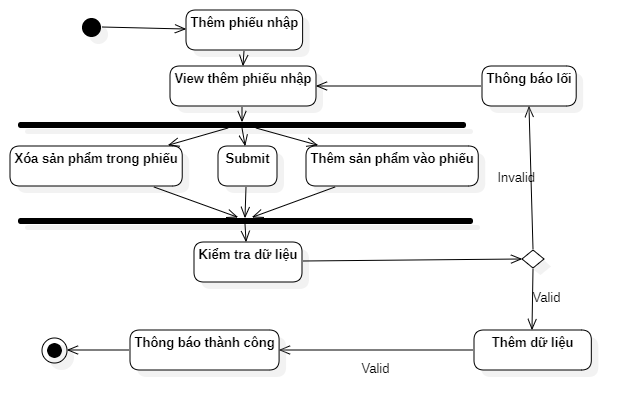 Thêm phiếu nhập
View thêm phiếu nhập
Thông báo lối
Xóa sản phẩm trong phiếu
Submit
Thêm sản phẩm vào phiếu
Invalid
Kiểm tra dữ liệu
Valid
Thông báo thành công
Thêm dữ liệu
Valid